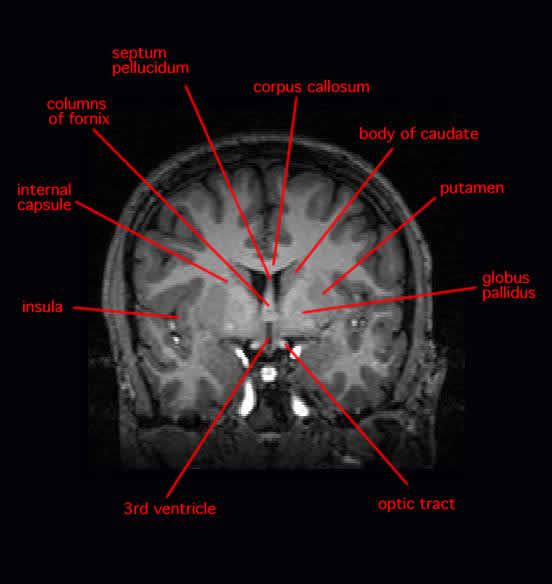 septum
pellucidum
corpus callosum
columns
of fornix
body of caudate
internal
capsule
putamen
globus
pallidus
insula
3rd ventricle
optic tract